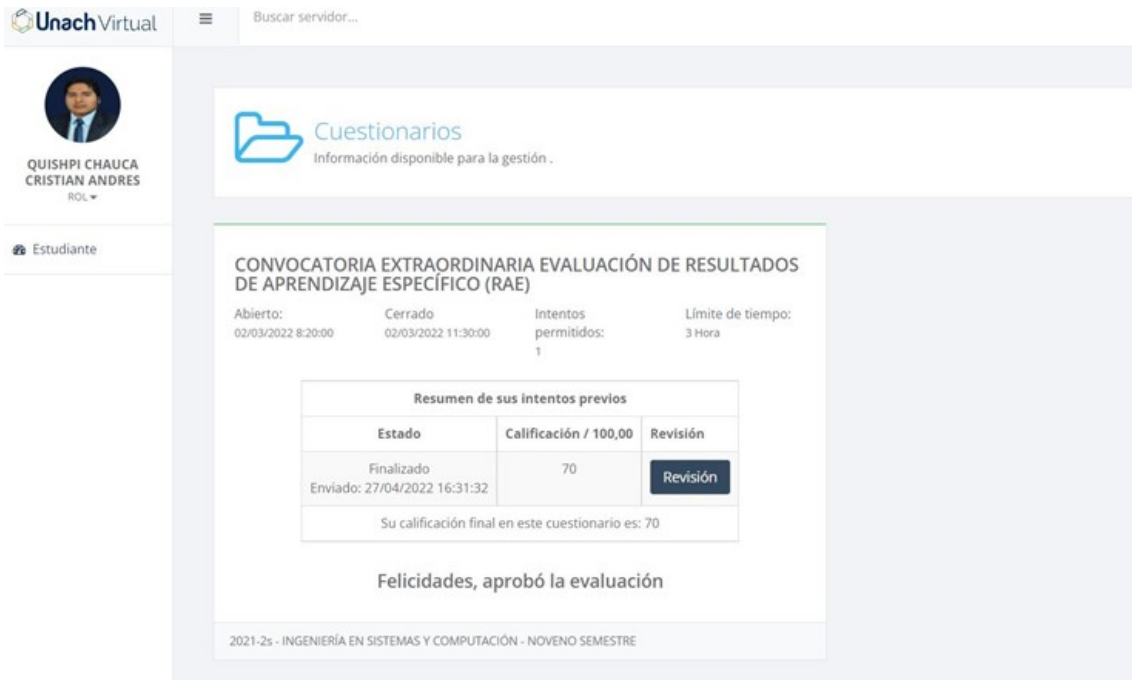 Unach Virtual
Buscar servidor...
QUISHPI CHAUCA
CRISTIAN ANDRES
ROL
Estudiante
Cuestionarios
Información disponible para la gestión .
CONVOCATORIA EXTRAORDINARIA EVALUACIÓN DE RESULTADOS
DE APRENDIZAJE ESPECÍFICO (RAE)
Abierto:
02/03/2022 8:20:00
Cerrado
02/03/2022 11:30:00
Intentos
permitidos:
1
Límite de tiempo:
3 Hora
Resumen de sus intentos previos
Estado
Calificación / 100,00
Revisión
Finalizado
Enviado: 27/04/2022 16:31:32
70
Revisión
Su calificación final en este cuestionario es: 70
Felicidades, aprobó la evaluación
2021-2s - INGENIERÍA EN SISTEMAS Y COMPUTACIÓN - NOVENO SEMESTRE